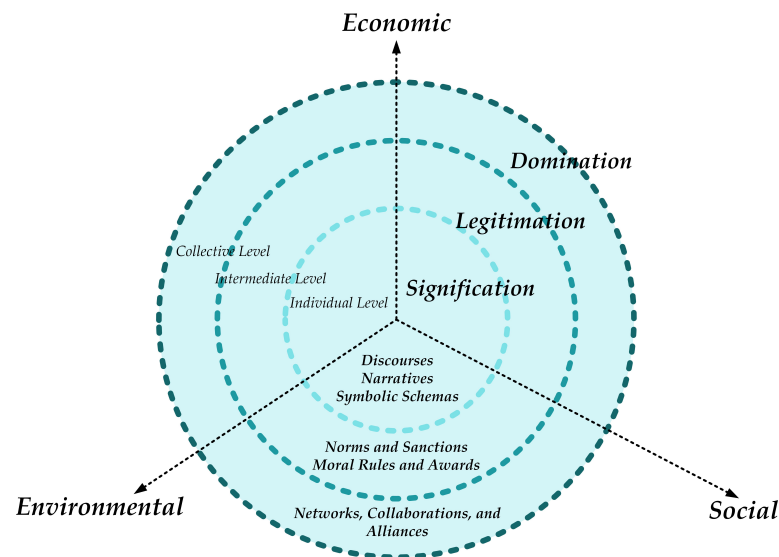 Economic
Domination
Legitimation
Collective Level
Intermediate Level
Signification
Individual Level
Discourses
Narratives
Symbolic Schemas
Norms and Sanctions
Moral Rules and Awards
Environmental
Social
Networks, Collaborations, and
Alliances